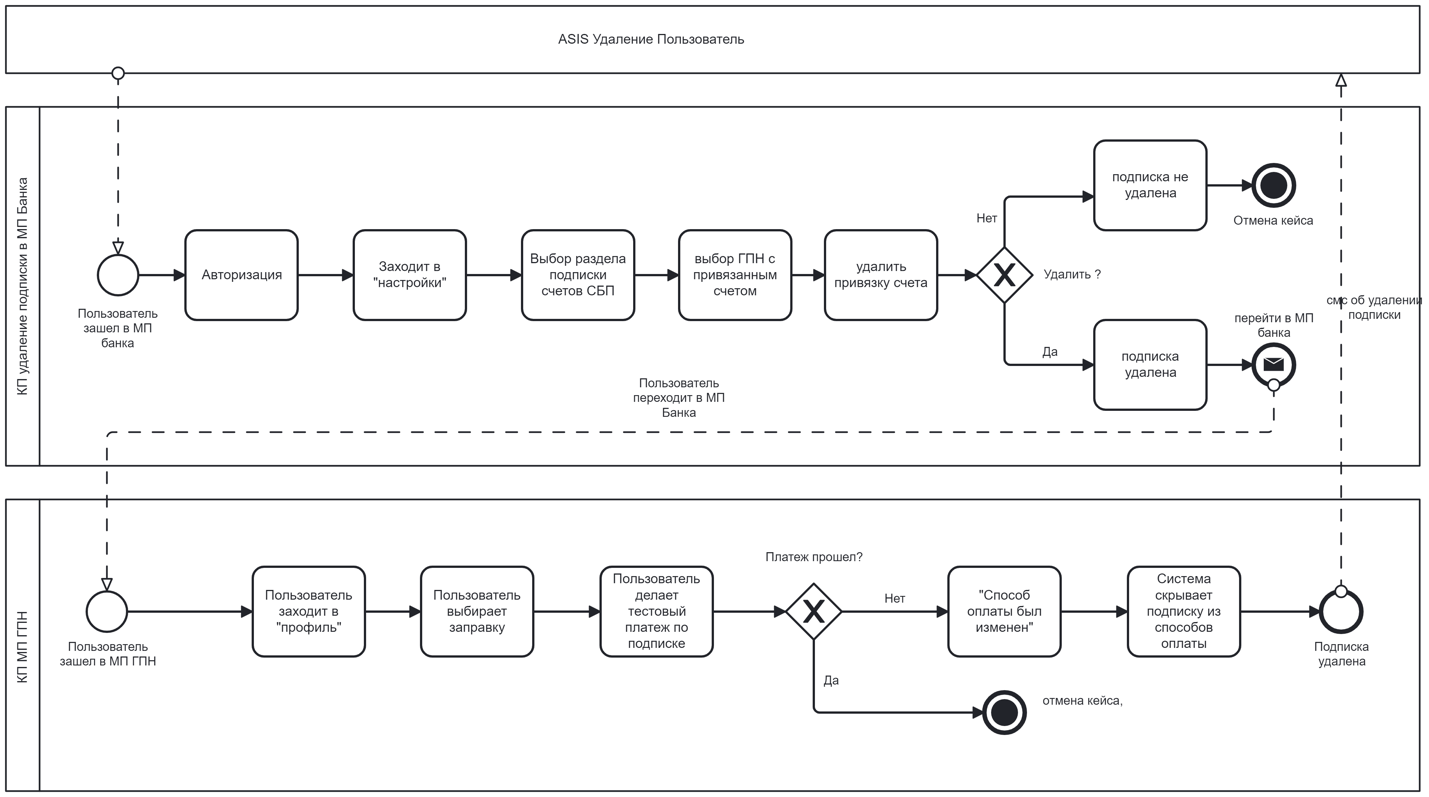 ASIS Удаление Пользователь
КП удаление подписки в МП Банка
Пользователь
зашел в МП
банка
Авторизация
Заходит в
"настройки"
Выбор раздела
подписки
счетов СБП
выбор ГПН с
привязанным
счетом
удалить
привязку счета
Удалить ?
Нет
подписка не
удалена
Отмена кейса
Да
подписка
удалена
перейти в МП
банка
смс об удалении
подписки
Пользователь
переходит в МП
Банка
КП МП ГПН
Пользователь
зашел в МП ГПН
Пользователь
заходит в
"профиль"
Пользователь
выбирает
заправку
Пользователь
делает
тестовый
платеж по
подписке
Платеж прошел?
Нет
"Способ
оплаты был
изменен"
Система
скрывает
подписку из
способов
оплаты
Подписка
удалена
Да
отмена кейса,